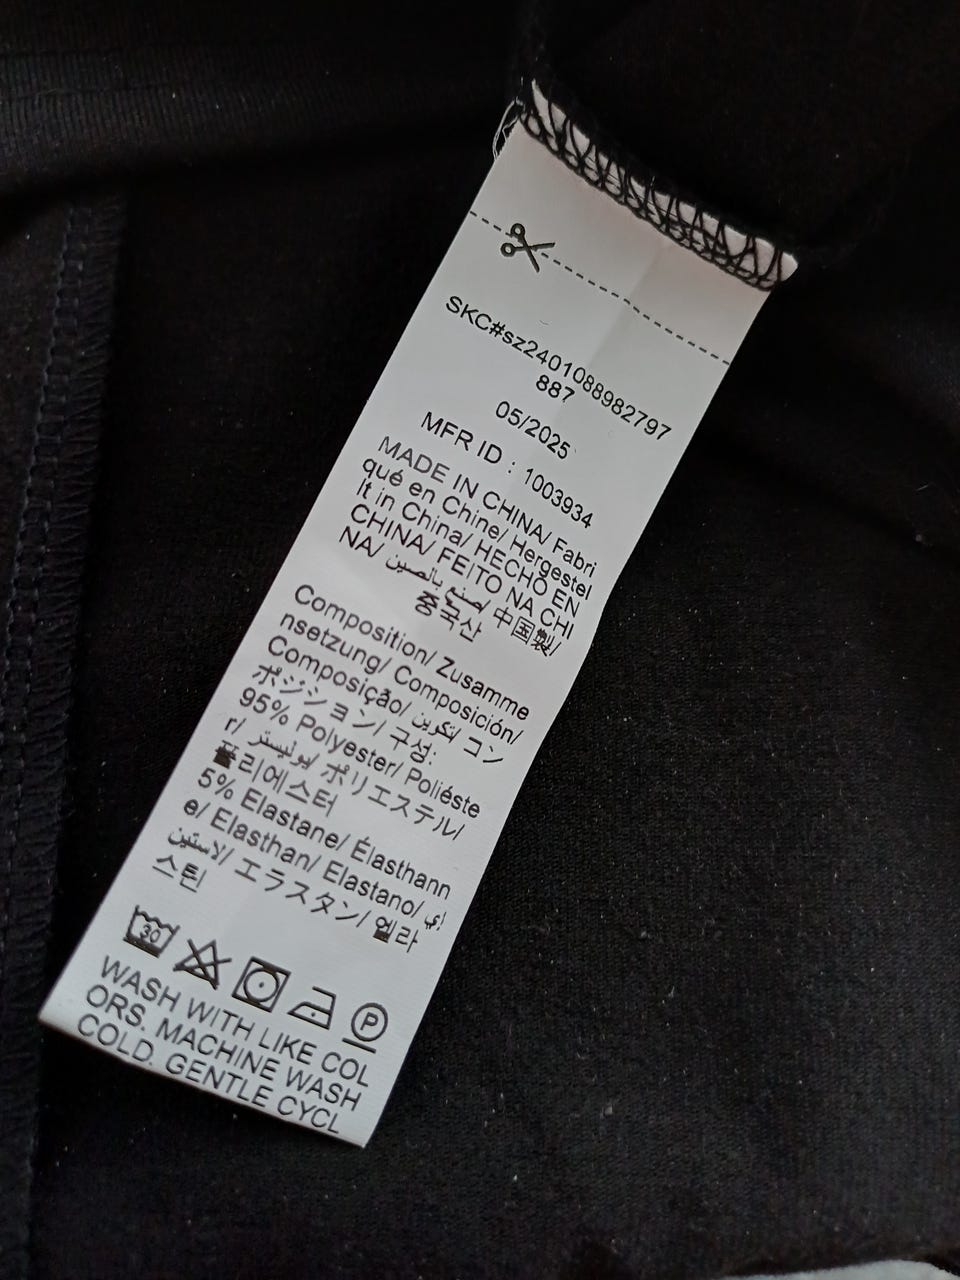 SKC#sz2401088982797
887
05/2025
MFR ID : 1003934
MADE IN CHINA/ Fabri
qué en Chine/ Hergestel
lt in China/ HECHO EN
CHINA/ FEITO NA CHI
NA/ صنع بالصين/ 中国製/
중국산
Composition/ Zusamme
nsetzung/ Composición/
Composição/ تكوين/ コン
ポジション/ 구성:
95% Polyester/ Poliéste
r/ بوليستر/ ポリエステル/
폴리에스터
5% Elastane/ Élasthann
e/ Elasthan/ Elastano/ إي
لاستين/ エラスタン/ 엘라
스틴
30
P
WASH WITH LIKE COL
ORS. MACHINE WASH
COLD. GENTLE CYCL